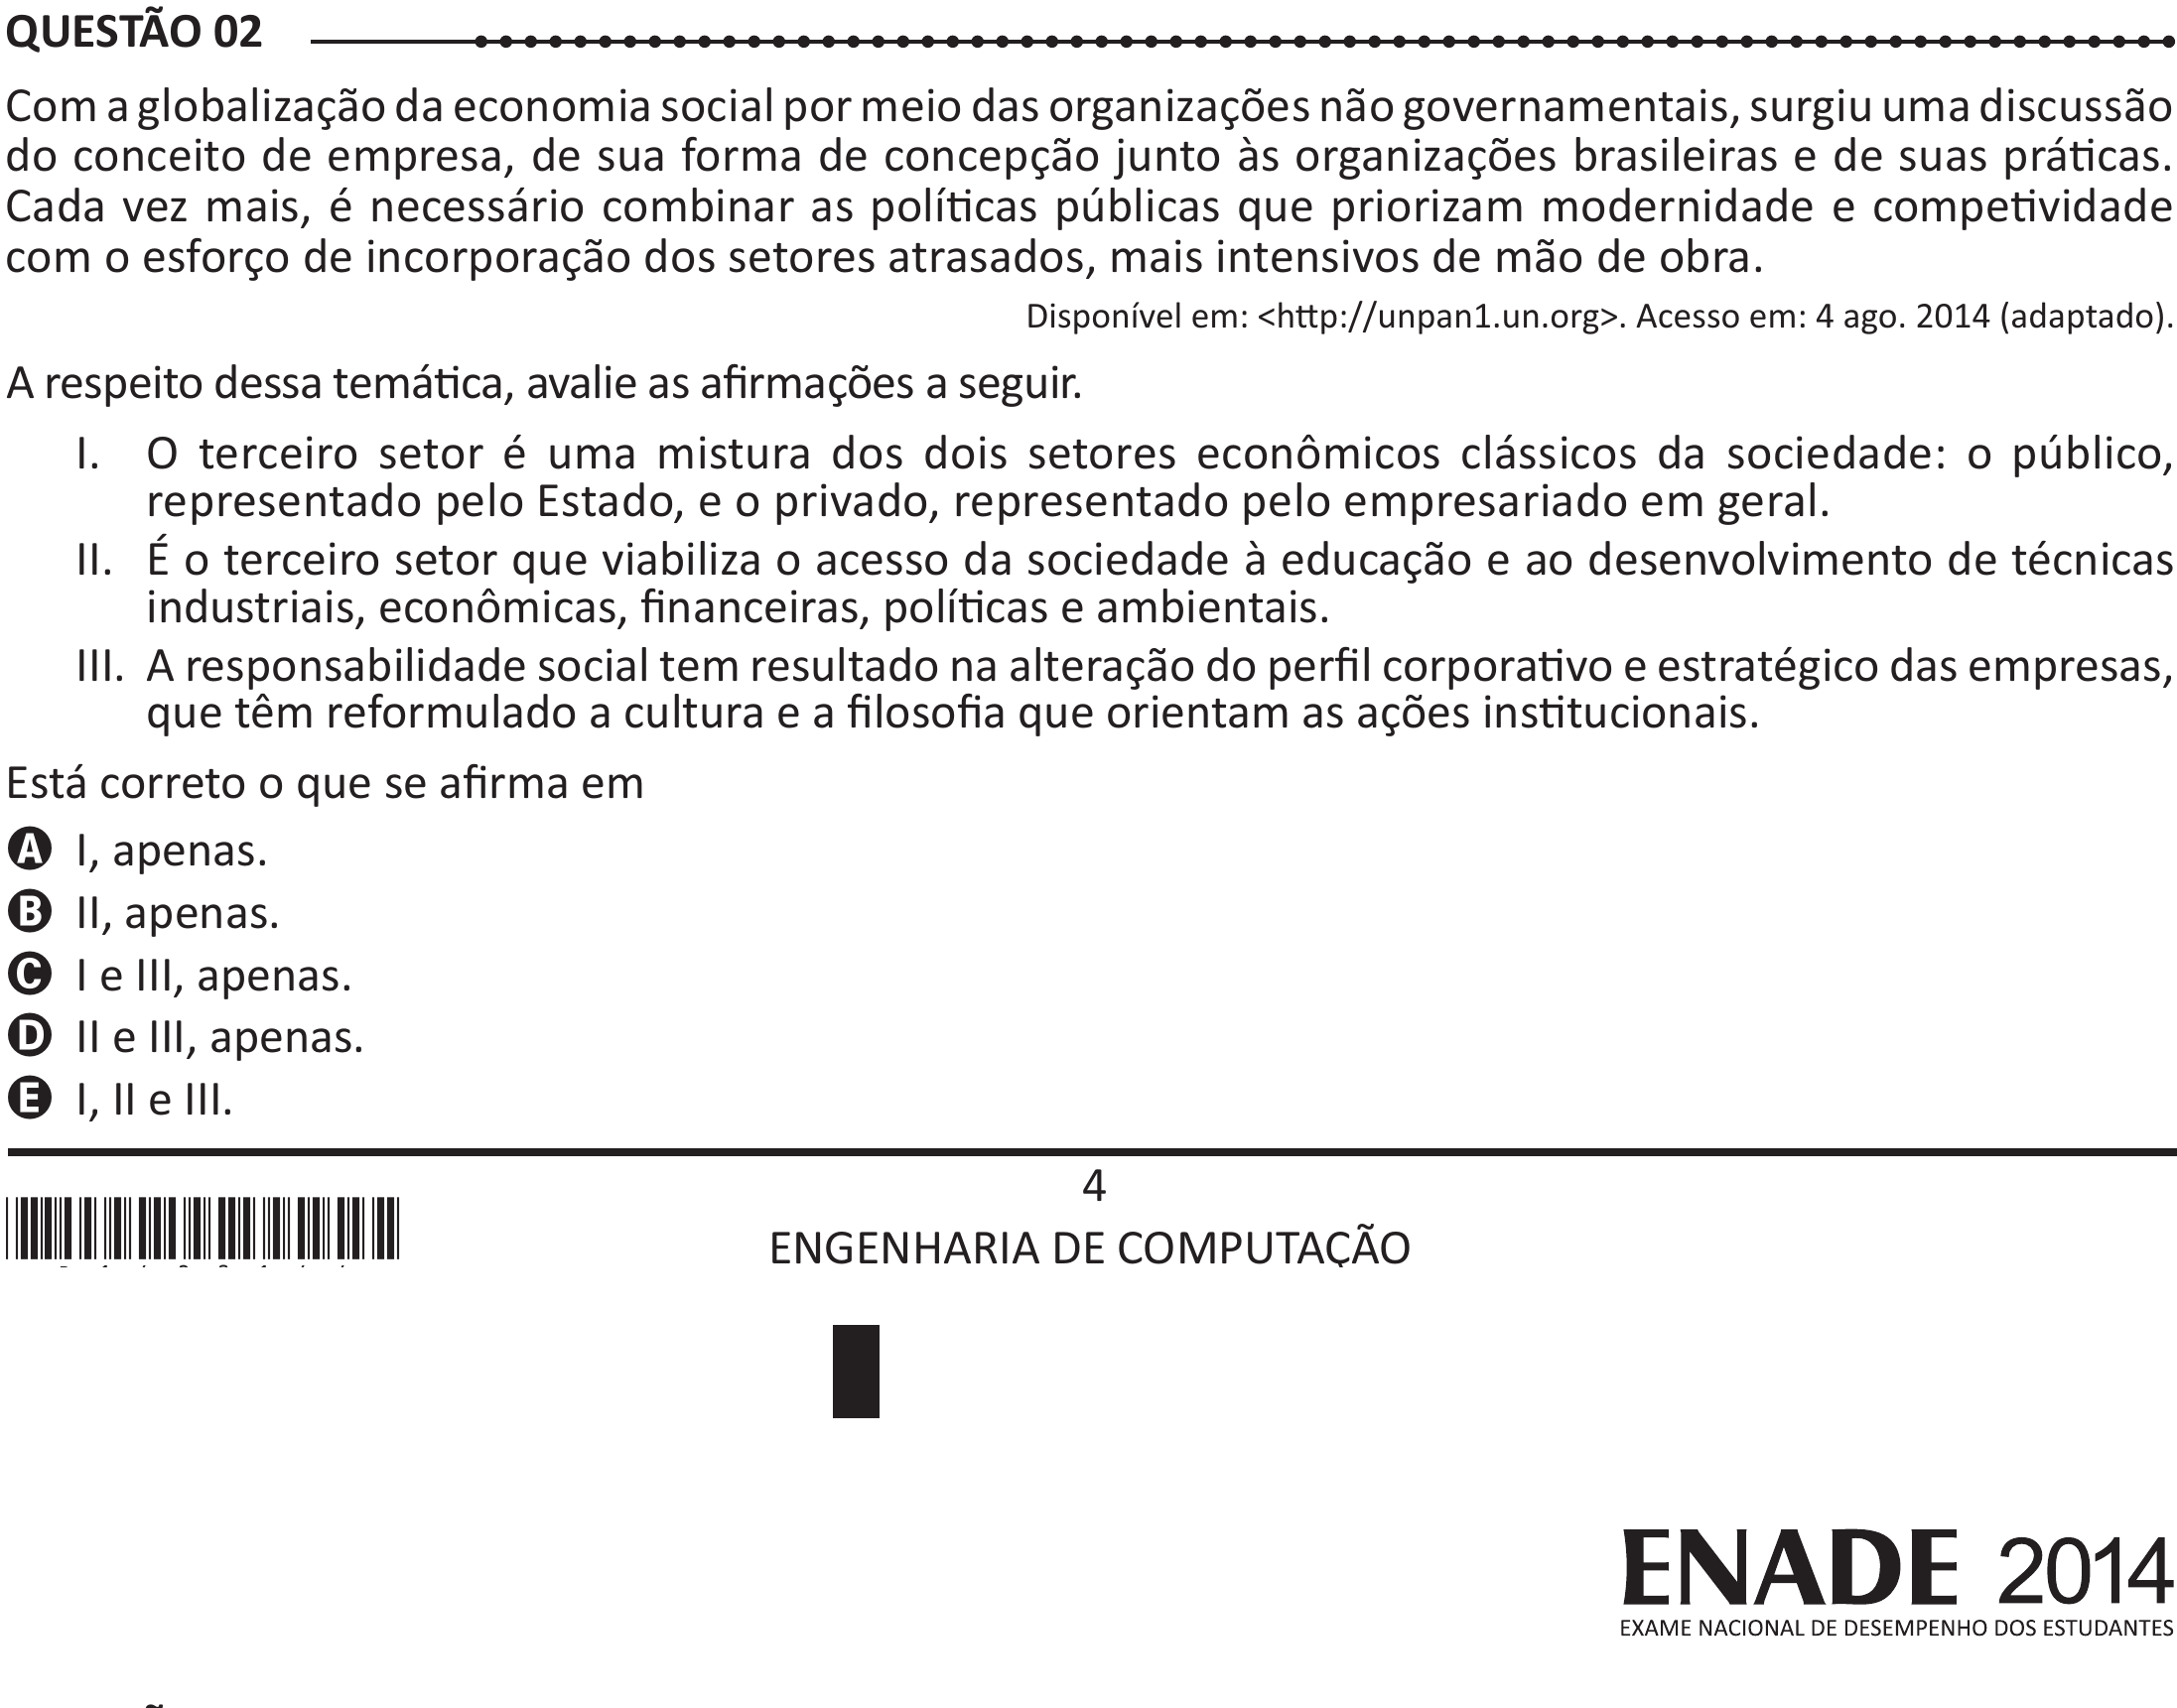 QUESTÃO 02
Com a globalização da economia social por meio das organizações não governamentais, surgiu uma discussão
do conceito de empresa, de sua forma de concepção junto às organizações brasileiras e de suas práticas.
Cada vez mais, é necessário combinar as políticas públicas que priorizam modernidade e competividade
com o esforço de incorporação dos setores atrasados, mais intensivos de mão de obra.
Disponível em: <http://unpan1.un.org>. Acesso em: 4 ago. 2014 (adaptado).
A respeito dessa temática, avalie as afirmações a seguir.
I. O terceiro setor é uma mistura dos dois setores econômicos clássicos da sociedade: o público,
representado pelo Estado, e o privado, representado pelo empresariado em geral.
II. É o terceiro setor que viabiliza o acesso da sociedade à educação e ao desenvolvimento de técnicas
industriais, econômicas, financeiras, políticas e ambientais.
III. A responsabilidade social tem resultado na alteração do perfil corporativo e estratégico das empresas,
que têm reformulado a cultura e a filosofia que orientam as ações institucionais.
Está correto o que se afirma em
A I, apenas.
B II, apenas.
C I e III, apenas.
D II e III, apenas.
E I, II e III.
4
ENGENHARIA DE COMPUTAÇÃO
ENADE 2014
EXAME NACIONAL DE DESEMPENHO DOS ESTUDANTES